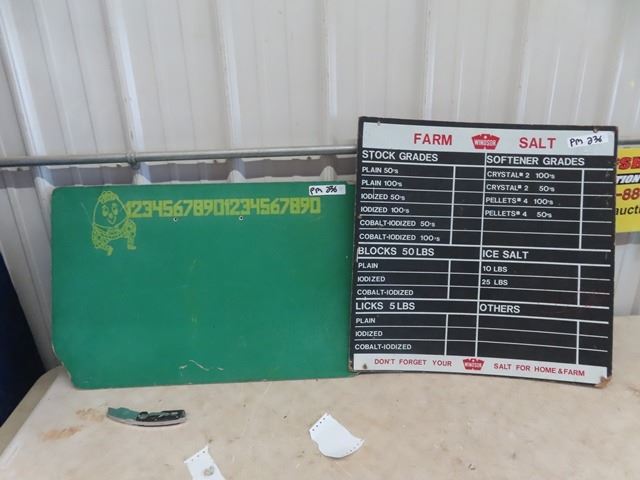 PM 236
12345678901234567890
FARM WINDSOR SALT PM 236
STOCK GRADES
PLAIN 50's
PLAIN 100's
IODIZED 50's
IODIZED 100's
COBALT-IODIZED 50's
COBALT-IODIZED 100's
SOFTENER GRADES
CRYSTAL 2 100's
CRYSTAL 2 50's
PELLETS 4 100's
PELLETS 4 50's
BLOCKS 50 LBS
PLAIN
IODIZED
COBALT-IODIZED
ICE SALT
10 LBS
25 LBS
LICKS 5 LBS
PLAIN
IODIZED
COBALT-IODIZED
OTHERS
DON'T FORGET YOUR WINDSOR SALT FOR HOME & FARM